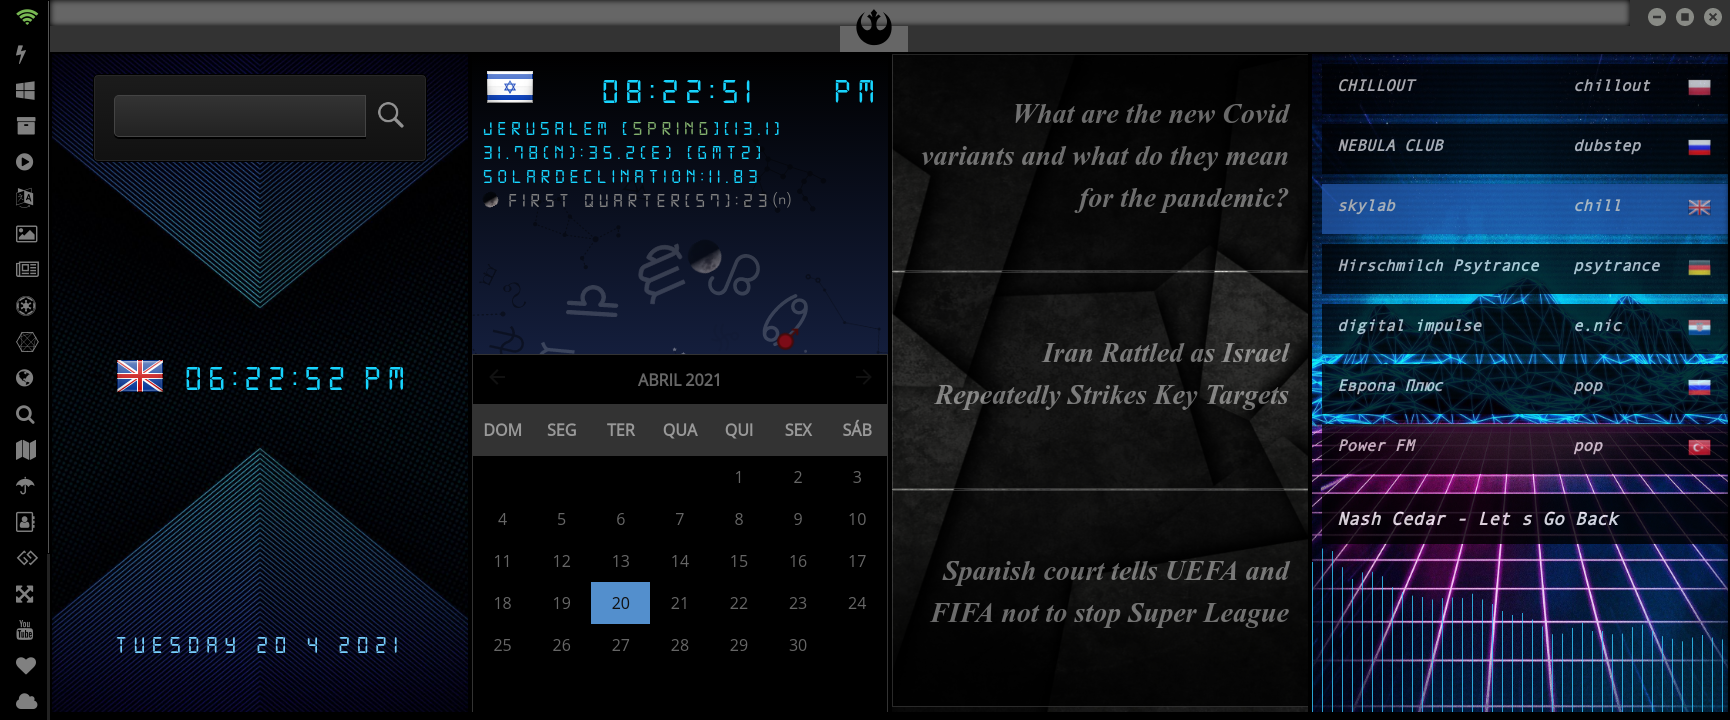 06:22:52 PM
TUESDAY 20 4 2021
08:22:51 PM
JERUSALEM [SPRING][13.1]
31.78(N):35.2(E) [GMT2]
SOLARDECLINATION:11.83
FIRST QUARTER[57]:23(n)
ABRIL 2021
DOM SEG TER QUA QUI SEX SÁB
1 2 3
4 5 6 7 8 9 10
11 12 13 14 15 16 17
18 19 20 21 22 23 24
25 26 27 28 29 30
What are the new Covid
variants and what do they mean
for the pandemic?
Iran Rattled as Israel
Repeatedly Strikes Key Targets
Spanish court tells UEFA and
FIFA not to stop Super League
CHILLOUT chillout
NEBULA CLUB dubstep
skylab chill
Hirschmilch Psytrance psytrance
digital impulse e.nic
Европа Плюс pop
Power FM pop
Nash Cedar - Let s Go Back
You
Tube